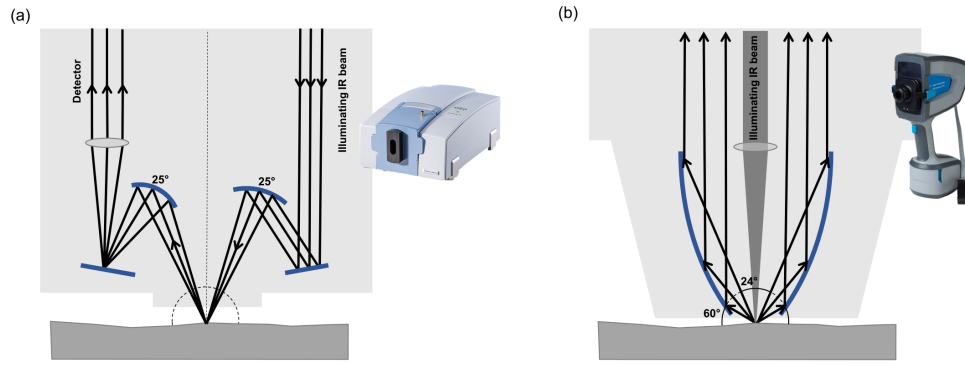 (a)
Detector
Illuminating IR beam
25°
25°
(b)
Illuminating IR beam
24°
60°